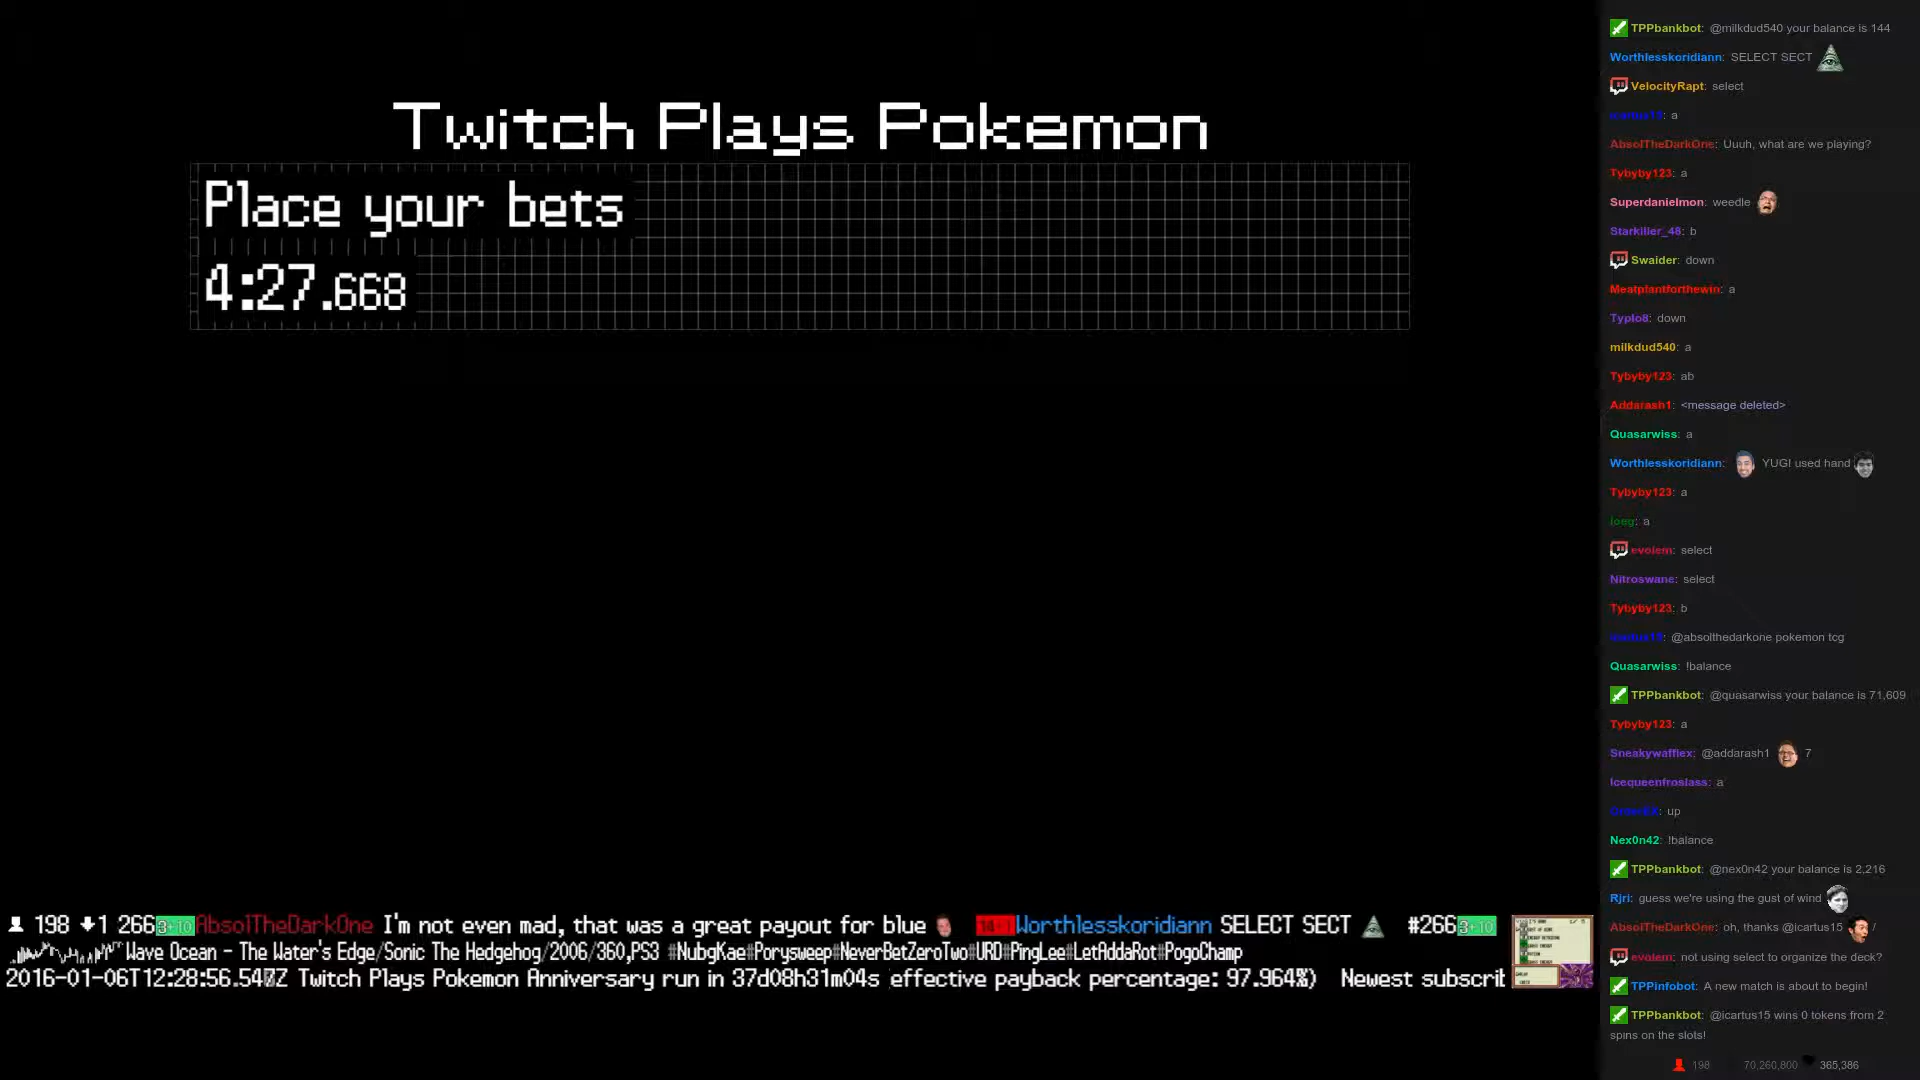 Twitch Plays Pokemon
Place your bets
4:27.668
198 1 266 3+10 AbsolTheDarkOne I'm not even mad, that was a great payout for blue Worthlesskoridiann SELECT SECT #266 3+10
Wave Ocean - The Water's Edge/Sonic The Hedgehog/2006/360,PS3 #NubgKae#Porysweep#NeverBetZeroTwo#URD#PingLee#LetAddaRot#PogoChamp
Twitch Plays Pokemon Anniversary run in 37d08h31m04s effective payback percentage: 97.964%) Newest subscrib
TPPbankbot: @milkdud540 your balance is 144
Worthlesskoridiann: SELECT SECT
VelocityRapt: select
icartus15: a
AbsolTheDarkOne: Uuuh, what are we playing?
Tybyby123: a
Superdanielmon: weedle
Starkiller_48: b
Swaider: down
Meatplantforthewin: a
Typlo8: down
milkdud540: a
Tybyby123: ab
Addarash1: <message deleted>
Quasarwiss: a
Worthlesskoridiann: YUGI used hand
Tybyby123: a
a
evolem: select
Nitroswane: select
Tybyby123: b
icartus15: @absolthedarkone pokemon tcg
Quasarwiss: !balance
TPPbankbot: @quasarwiss your balance is 71,609
Tybyby123: a
Sneakywafflex: @addarash1 7
Icequeenfroslass: a
up
Nex0n42: !balance
TPPbankbot: @nex0n42 your balance is 2,216
Rjri: guess we're using the gust of wind
AbsolTheDarkOne: oh, thanks @icartus15 /
evolem: not using select to organize the deck?
TPPinfobot: A new match is about to begin!
TPPbankbot: @icartus15 wins 0 tokens from 2
spins on the slots!
198 70,260,800 365,386